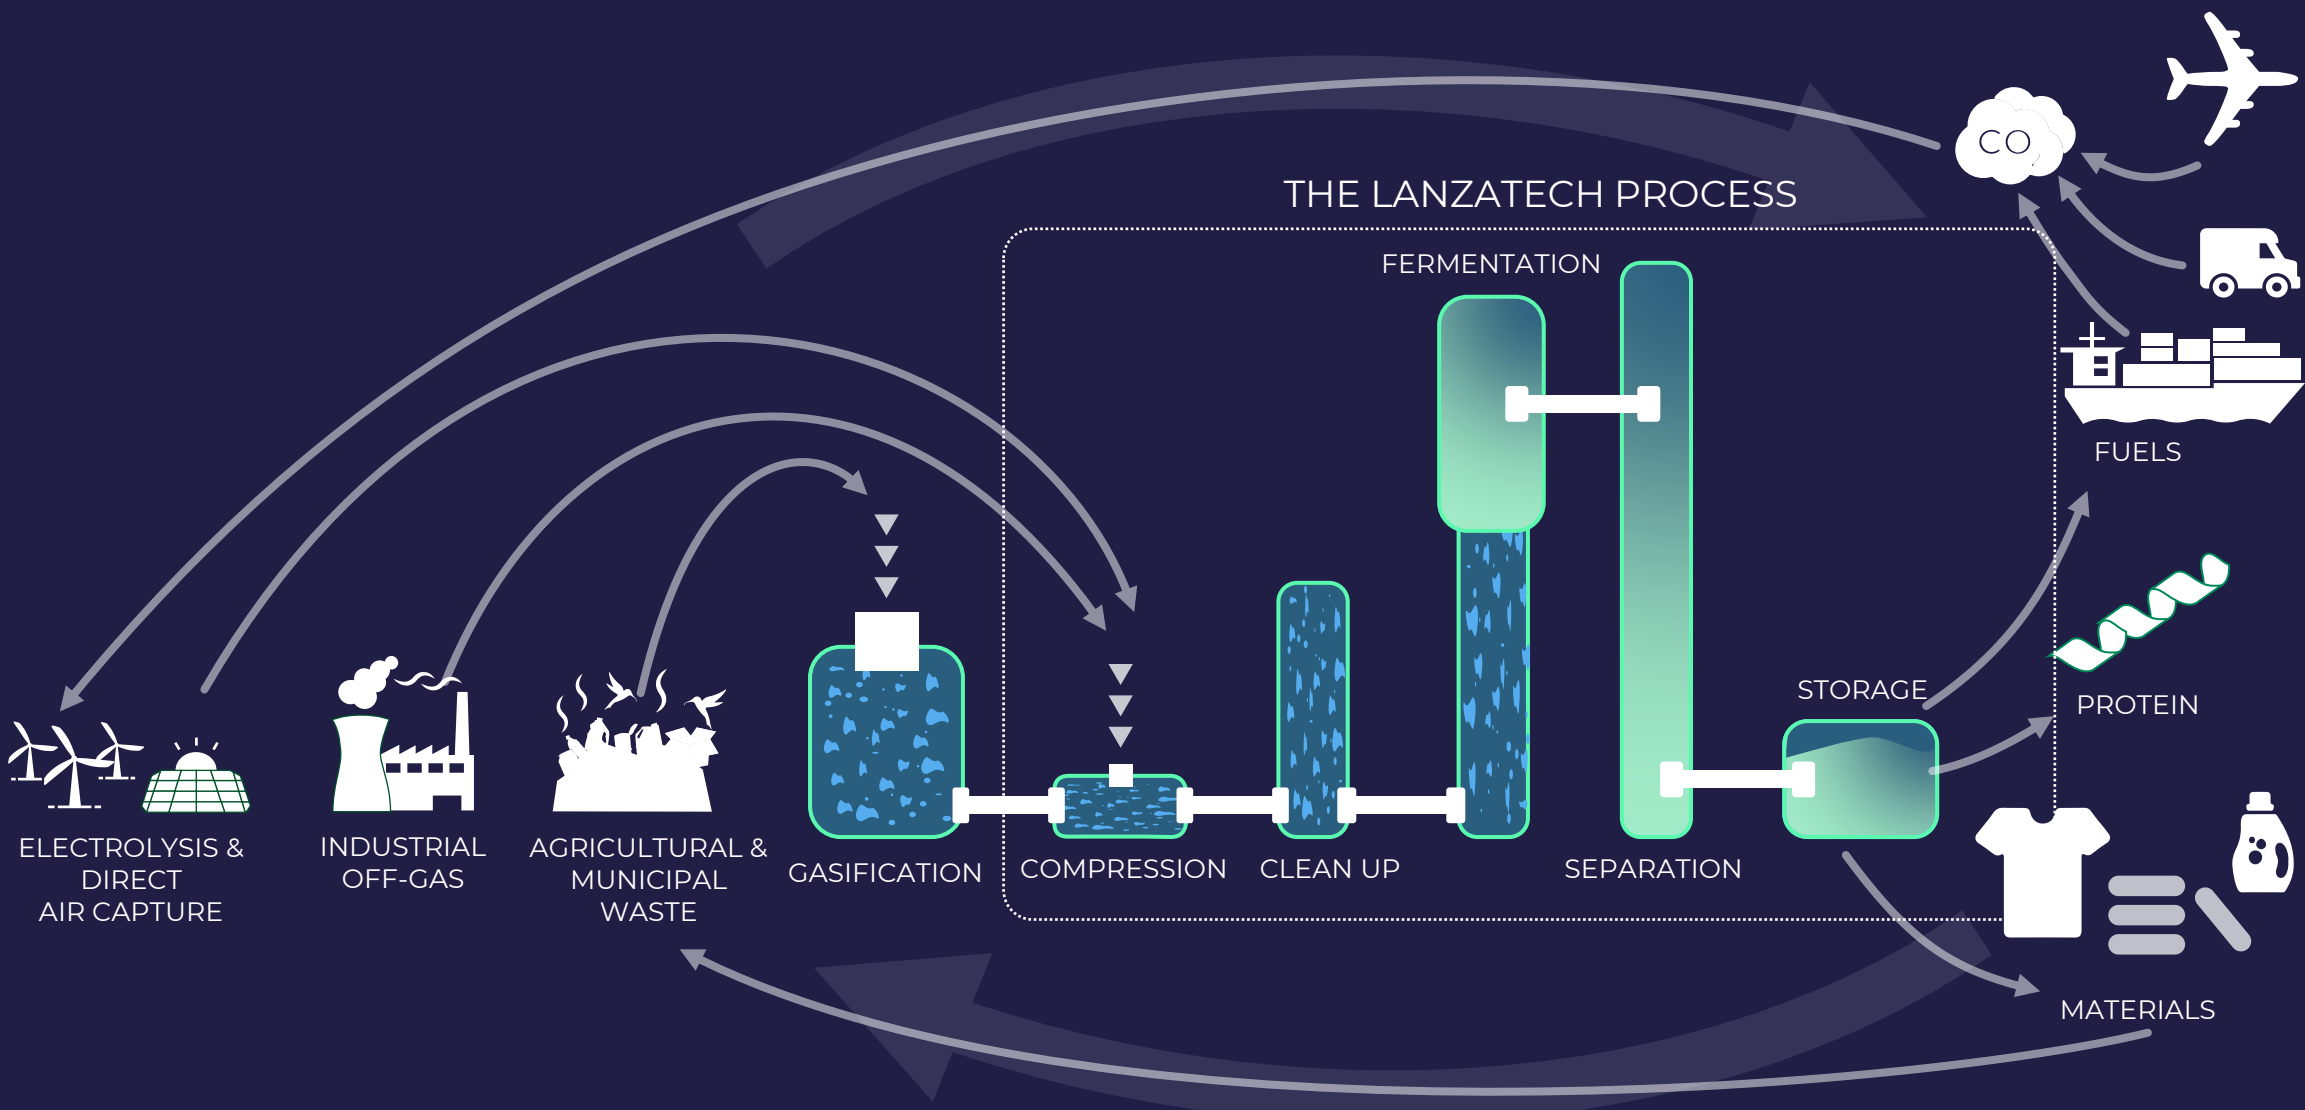 CO2
THE LANZATECH PROCESS
FERMENTATION
FUELS
STORAGE
PROTEIN
ELECTROLYSIS &
DIRECT
AIR CAPTURE
INDUSTRIAL
OFF-GAS
AGRICULTURAL &
MUNICIPAL
WASTE
GASIFICATION
COMPRESSION
CLEAN UP
SEPARATION
MATERIALS